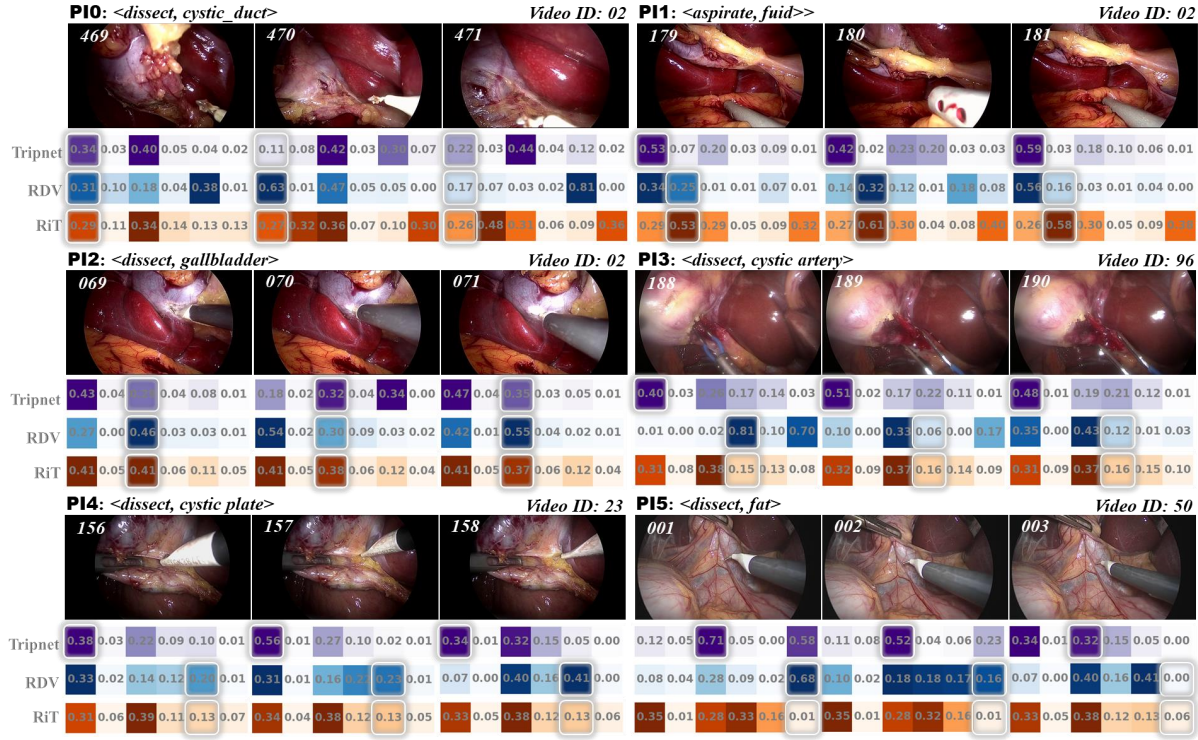 PI0: <dissect, cystic_duct> Video ID: 02 PI1: <aspirate, fuid>> Video ID: 02
469 470 471 179 180 181
Tripnet 0.34 0.03 0.40 0.05 0.04 0.02 0.11 0.08 0.42 0.03 0.30 0.07 0.22 0.03 0.44 0.04 0.12 0.02 0.53 0.07 0.20 0.03 0.09 0.01 0.42 0.02 0.23 0.20 0.03 0.03 0.59 0.03 0.18 0.10 0.06 0.01
RDV 0.31 0.10 0.18 0.04 0.38 0.01 0.63 0.01 0.47 0.05 0.05 0.00 0.17 0.07 0.03 0.02 0.81 0.00 0.34 0.25 0.01 0.01 0.07 0.01 0.14 0.32 0.12 0.01 0.18 0.08 0.56 0.16 0.03 0.01 0.04 0.00
RiT 0.29 0.11 0.34 0.14 0.13 0.13 0.27 0.32 0.36 0.07 0.10 0.30 0.26 0.48 0.31 0.06 0.09 0.36 0.29 0.53 0.29 0.05 0.09 0.32 0.27 0.61 0.30 0.04 0.08 0.40 0.26 0.58 0.30 0.05 0.09
PI2: <dissect, gallbladder> Video ID: 02 PI3: <dissect, cystic artery> Video ID: 96
069 070 071 188 189 190
Tripnet 0.43 0.04 0.04 0.08 0.01 0.18 0.02 0.32 0.04 0.34 0.00 0.47 0.04 0.35 0.03 0.05 0.01 0.40 0.03 0.17 0.14 0.03 0.51 0.02 0.17 0.22 0.11 0.01 0.48 0.01 0.19 0.21 0.12 0.01
RDV 0.27 0.00 0.46 0.03 0.03 0.01 0.54 0.02 0.30 0.09 0.03 0.02 0.42 0.01 0.55 0.04 0.02 0.01 0.01 0.00 0.02 0.81 0.10 0.70 0.10 0.00 0.33 0.06 0.00 0.17 0.35 0.00 0.43 0.12 0.01 0.03
RiT 0.41 0.05 0.41 0.06 0.11 0.05 0.41 0.05 0.38 0.06 0.12 0.04 0.41 0.05 0.37 0.06 0.12 0.04 0.31 0.08 0.38 0.15 0.13 0.08 0.32 0.09 0.37 0.16 0.14 0.09 0.31 0.09 0.37 0.16 0.15 0.10
PI4: <dissect, cystic plate> Video ID: 23 PI5: <dissect, fat> Video ID: 50
156 157 158 001 002 003
Tripnet 0.38 0.03 0.22 0.09 0.10 0.01 0.56 0.01 0.27 0.10 0.02 0.01 0.34 0.01 0.32 0.15 0.05 0.00 0.12 0.05 0.71 0.05 0.00 0.58 0.11 0.08 0.52 0.04 0.06 0.23 0.34 0.01 0.32 0.15 0.05 0.00
RDV 0.33 0.02 0.14 0.12 0.20 0.01 0.31 0.01 0.16 0.21 0.23 0.01 0.07 0.00 0.40 0.16 0.41 0.00 0.08 0.04 0.28 0.09 0.02 0.68 0.10 0.02 0.18 0.18 0.17 0.16 0.07 0.00 0.40 0.16 0.41 0.00
RiT 0.31 0.06 0.39 0.11 0.13 0.07 0.34 0.04 0.38 0.12 0.13 0.05 0.33 0.05 0.38 0.12 0.13 0.06 0.35 0.01 0.28 0.33 0.16 0.01 0.35 0.01 0.28 0.32 0.16 0.01 0.33 0.05 0.38 0.12 0.13 0.06